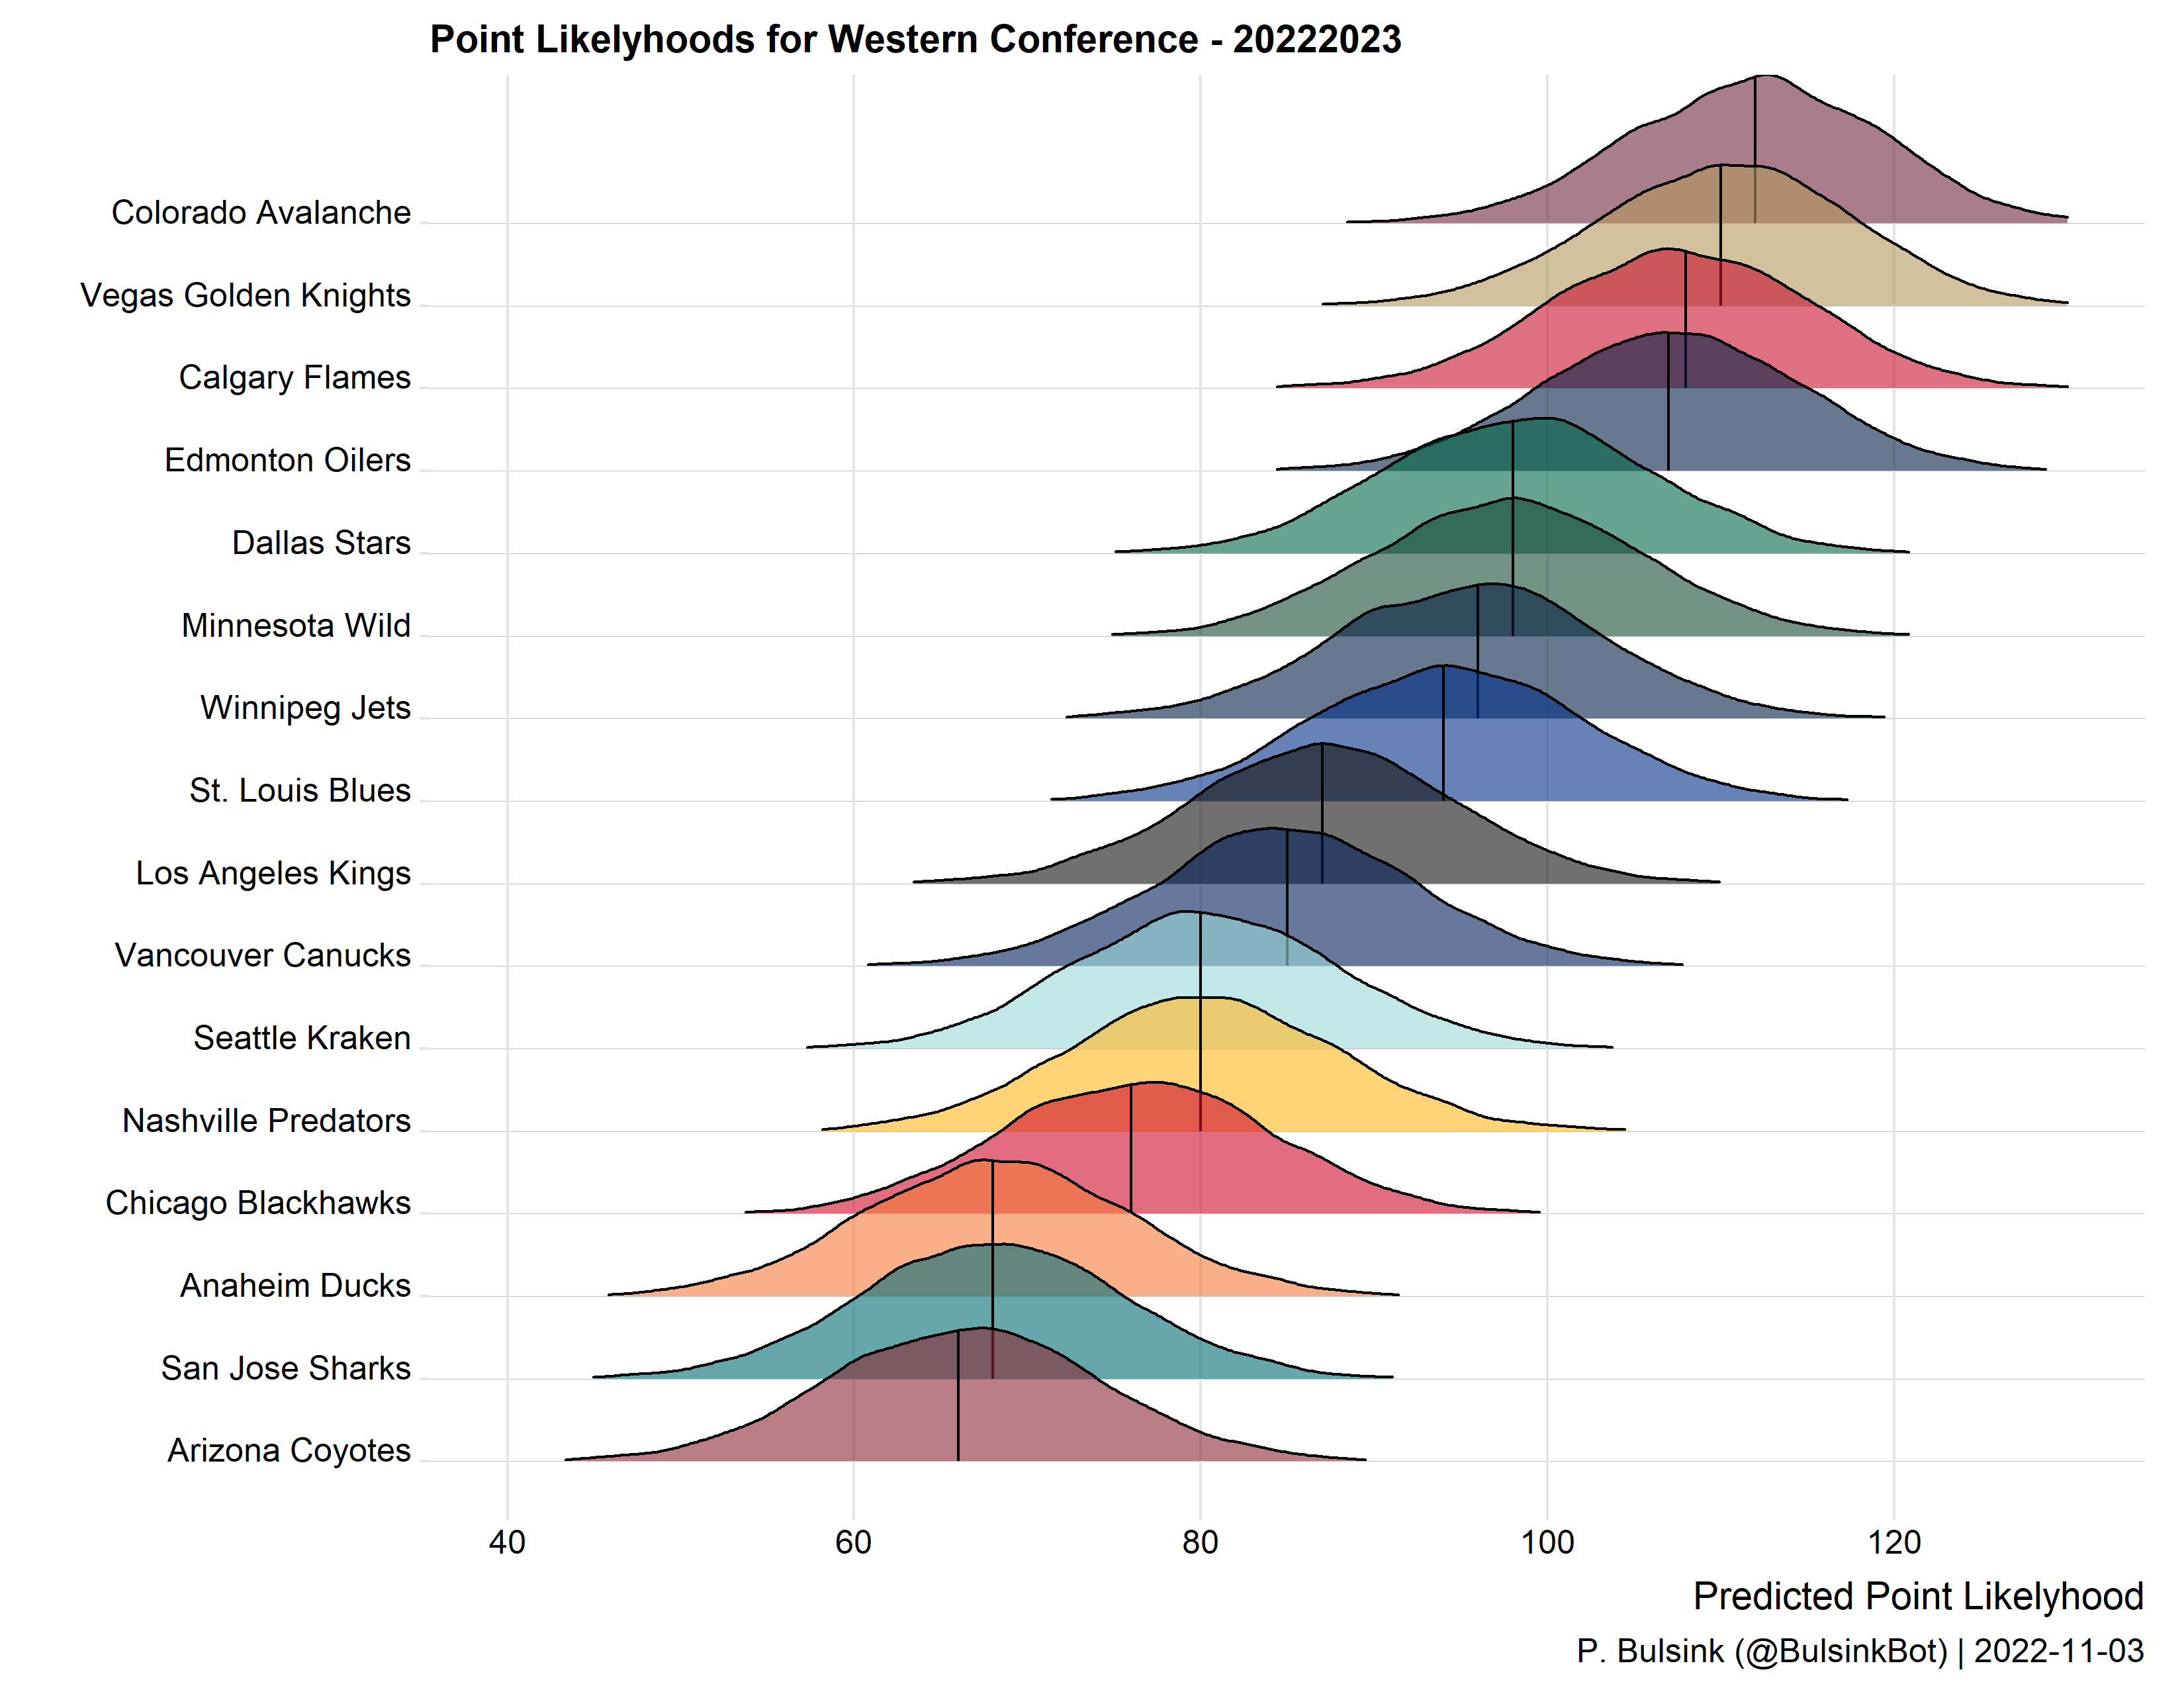 Point Likelyhoods for Western Conference - 20222023
Colorado Avalanche
Vegas Golden Knights
Calgary Flames
Edmonton Oilers
Dallas Stars
Minnesota Wild
Winnipeg Jets
St. Louis Blues
Los Angeles Kings
Vancouver Canucks
Seattle Kraken
Nashville Predators
Chicago Blackhawks
Anaheim Ducks
San Jose Sharks
Arizona Coyotes
40 60 80 100 120
Predicted Point Likelyhood
P. Bulsink (@BulsinkBot) | 2022-11-03